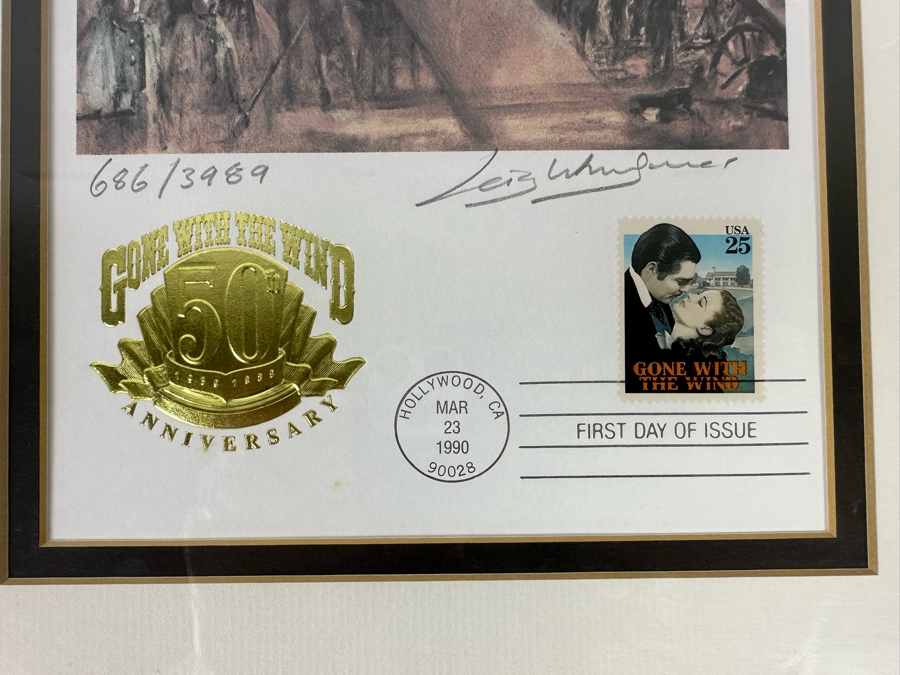 686/3989
GONE WITH THE WIND
50TH
1939 1989
ANNIVERSARY
USA
25
GONE WITH
THE WIND
HOLLYWOOD, CA
MAR
23
1990
90028
FIRST DAY OF ISSUE